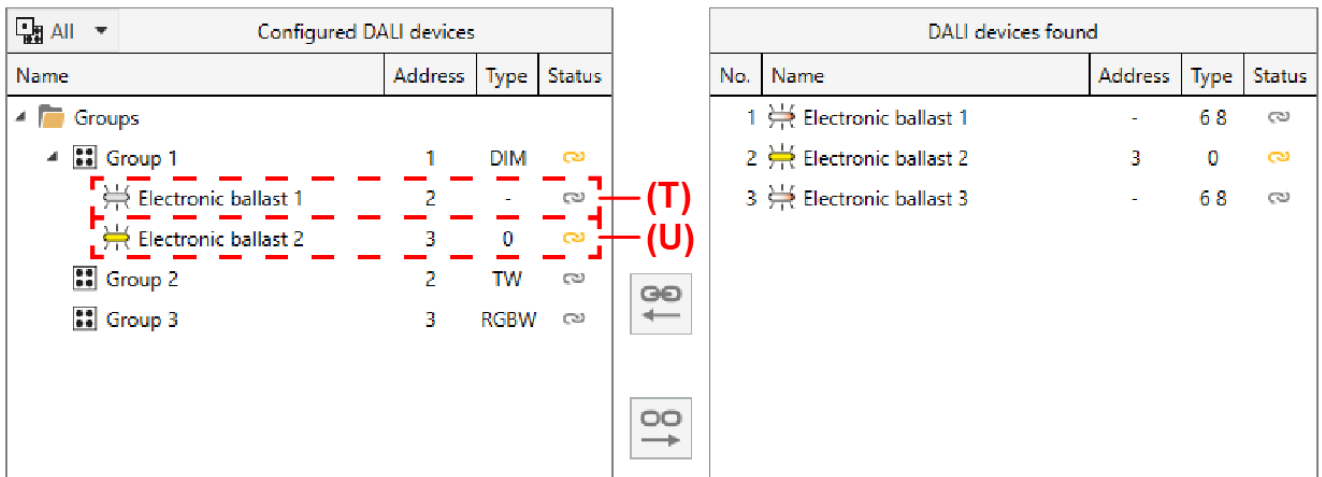 All Configured DALI devices
Name Address Type Status
Groups
Group 1 1 DIM
Electronic ballast 1 2 -
(T)
Electronic ballast 2 3 0
(U)
Group 2 2 TW
Group 3 3 RGBW
DALI devices found
No. Name Address Type Status
1 Electronic ballast 1 - 6 8
2 Electronic ballast 2 3 0
3 Electronic ballast 3 - 6 8